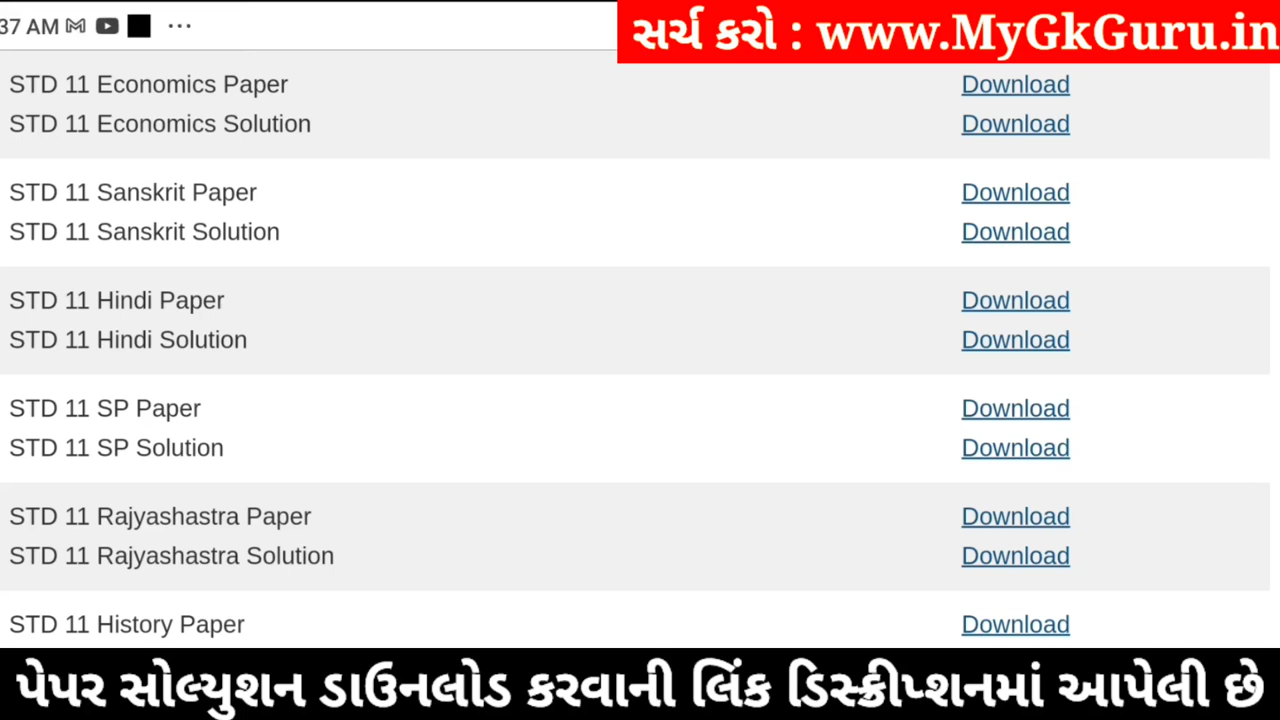 37 AM ...
સર્ચ કરો : www.MyGkGuru.in
STD 11 Economics Paper Download
STD 11 Economics Solution Download
STD 11 Sanskrit Paper Download
STD 11 Sanskrit Solution Download
STD 11 Hindi Paper Download
STD 11 Hindi Solution Download
STD 11 SP Paper Download
STD 11 SP Solution Download
STD 11 Rajyashastra Paper Download
STD 11 Rajyashastra Solution Download
STD 11 History Paper Download
પેપર સોલ્યુશન ડાઉનલોડ કરવાની લિંક ડિસ્ક્રીપ્શનમાં આપેલી છે